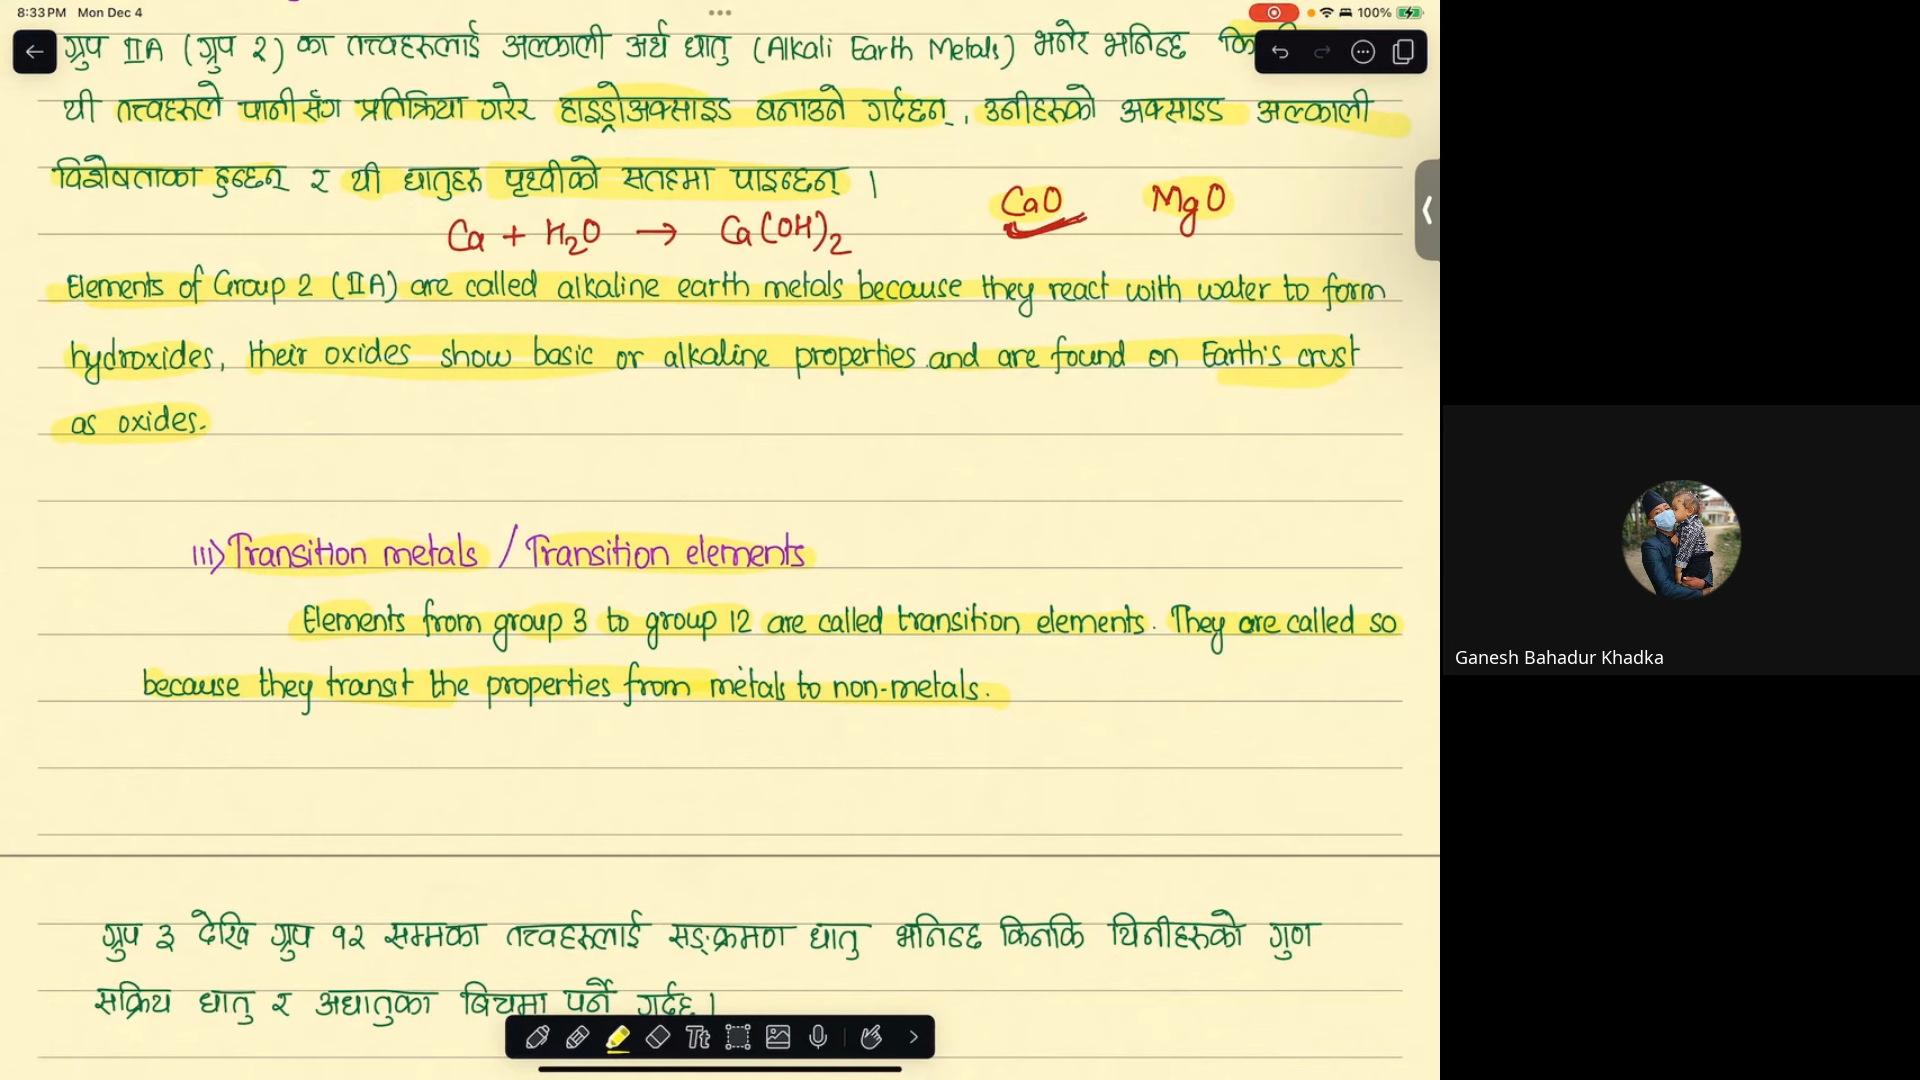 8:33 PM Mon Dec 4
100%
ग्रुप IIA (ग्रुप २) का तत्त्वहरुलाई अल्काली अर्थ धातु (Alkali Earth Metals) भनेर भनिन्छ
यी तत्त्वहरुले पानीसँग प्रतिक्रिया गरेर हाइड्रोअक्साइड बनाउने गर्दछन्, उनीहरुको अक्साइड अल्काली
विशेषताका हुन्छन् र यी धातुहरु पृथ्वीको सतहमा पाइन्छन् ।
CaO MgO
Ca + H2O → Ca(OH)2
Elements of Group 2 (IIA) are called alkaline earth metals because they react with water to form
hydroxides, their oxides show basic or alkaline properties and are found on Earth's crust
as oxides.
III) Transition metals / Transition elements
Elements from group 3 to group 12 are called transition elements. They are called so
because they transit the properties from metals to non-metals.
Ganesh Bahadur Khadka
ग्रुप ३ देखि ग्रुप १२ सम्मका तत्त्वहरुलाई सङ्क्रमण धातु भनिन्छ किनकि यिनीहरुको गुण
सक्रिय धातु र अधातुका बिचमा पर्ने गर्दछ ।
Tt